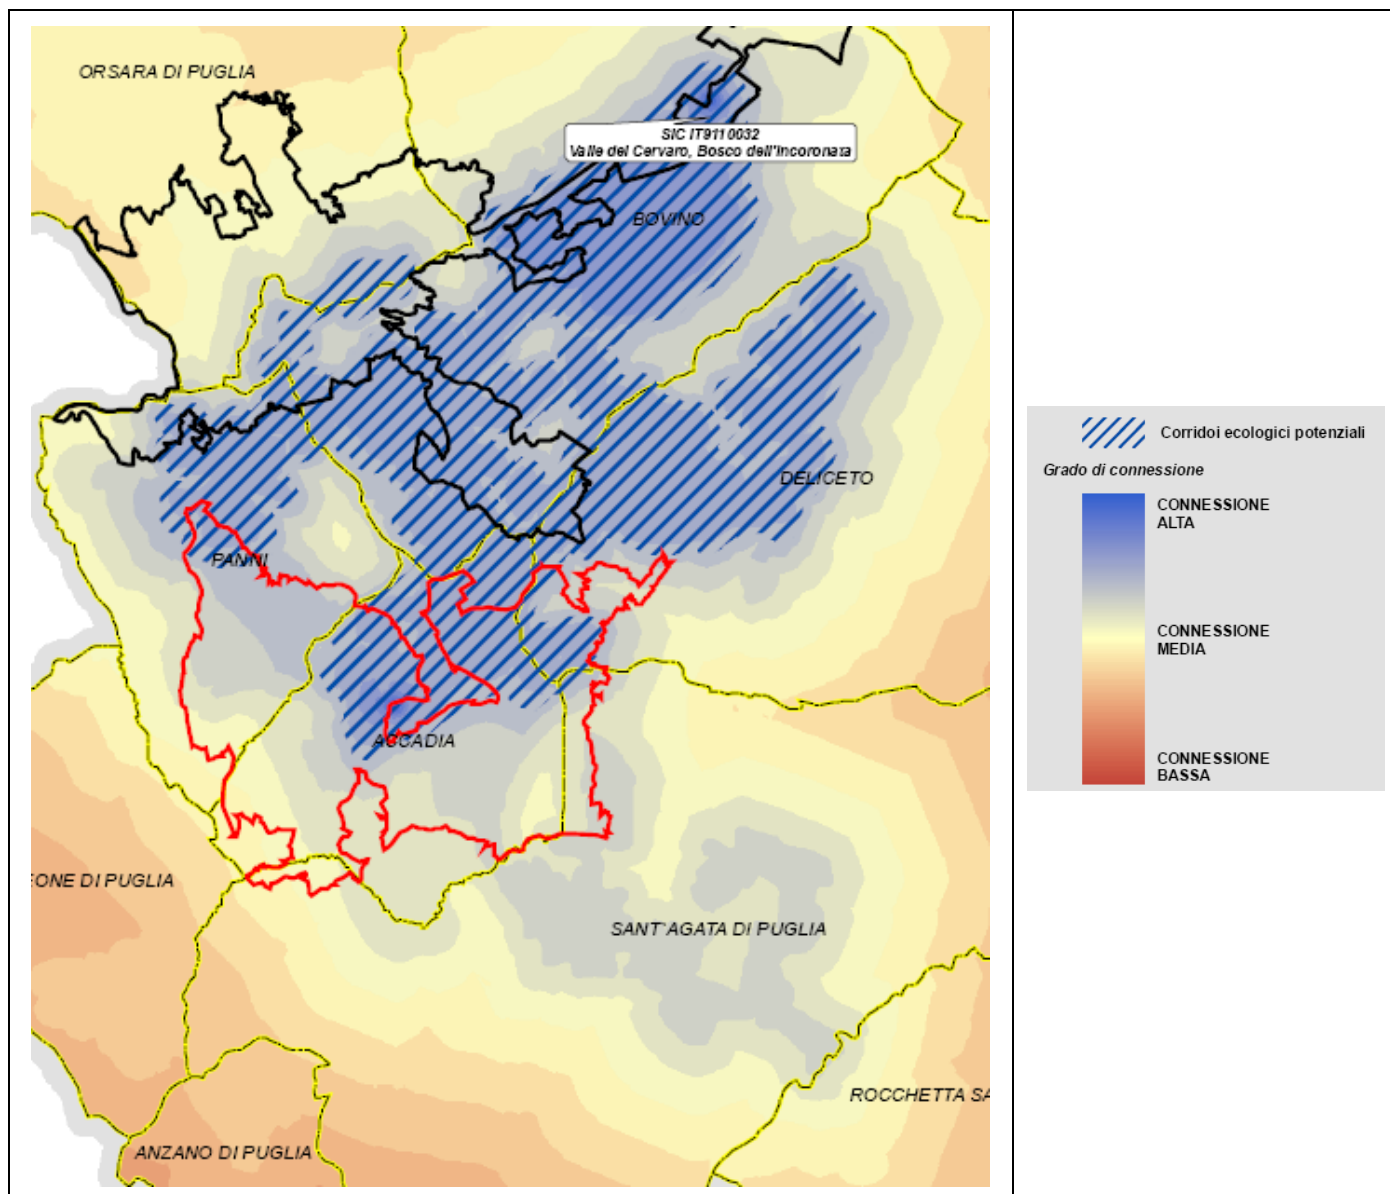 ORSARA DI PUGLIA
SIC IT9110032
Valle del Cervaro, Bosco dell'Incoronata
BOVINO
DELICETO
PANNI
ACCADIA
EONE DI PUGLIA
SANT'AGATA DI PUGLIA
ROCCHETTA SA
ANZANO DI PUGLIA
Corridoi ecologici potenziali
Grado di connessione
CONNESSIONE
ALTA
CONNESSIONE
MEDIA
CONNESSIONE
BASSA